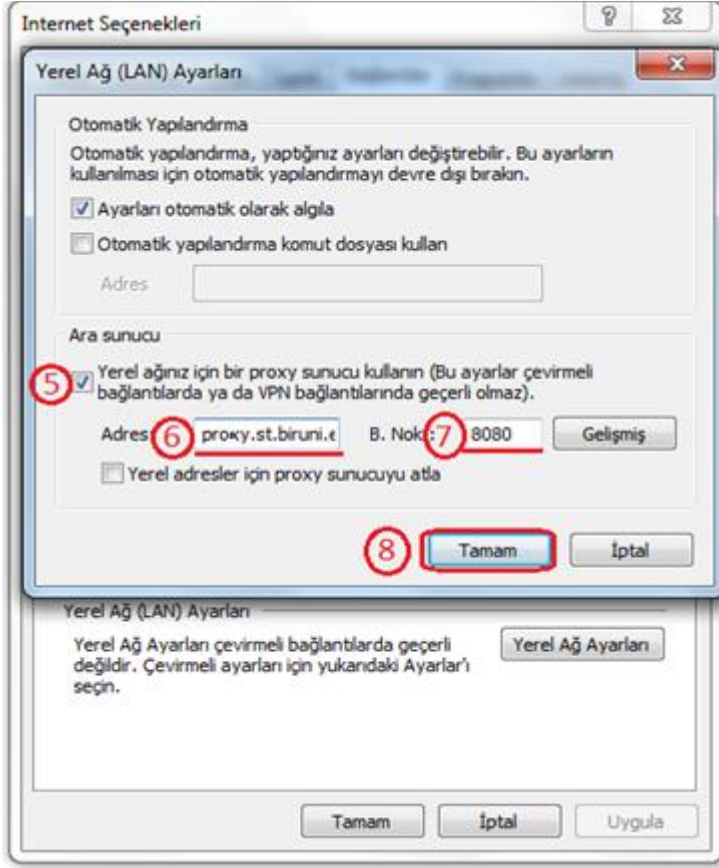 Internet Seçenekleri
Yerel Ağ (LAN) Ayarları
Otomatik Yapılandırma
Otomatik yapılandırma, yaptığınız ayarları değiştirebilir. Bu ayarların
kullanılması için otomatik yapılandırmayı devre dışı bırakın.
Ayarları otomatik olarak algıla
Otomatik yapılandırma komut dosyası kullan
Adres
Ara sunucu
5 Yerel ağınız için bir proxy sunucu kullanın (Bu ayarlar çevirmeli
bağlantılarda ya da VPN bağlantılarında geçerli olmaz).
Adres 6 proxy.st.biruni.e B. Nok : 7 8080 Gelişmiş
Yerel adresler için proxy sunucuyu atla
8 Tamam İptal
Yerel Ağ (LAN) Ayarları
Yerel Ağ Ayarları çevirmeli bağlantılarda geçerli Yerel Ağ Ayarları
değildir. Çevirmeli ayarları için yukarıdaki Ayarlar'ı
seçin.
Tamam İptal Uygula